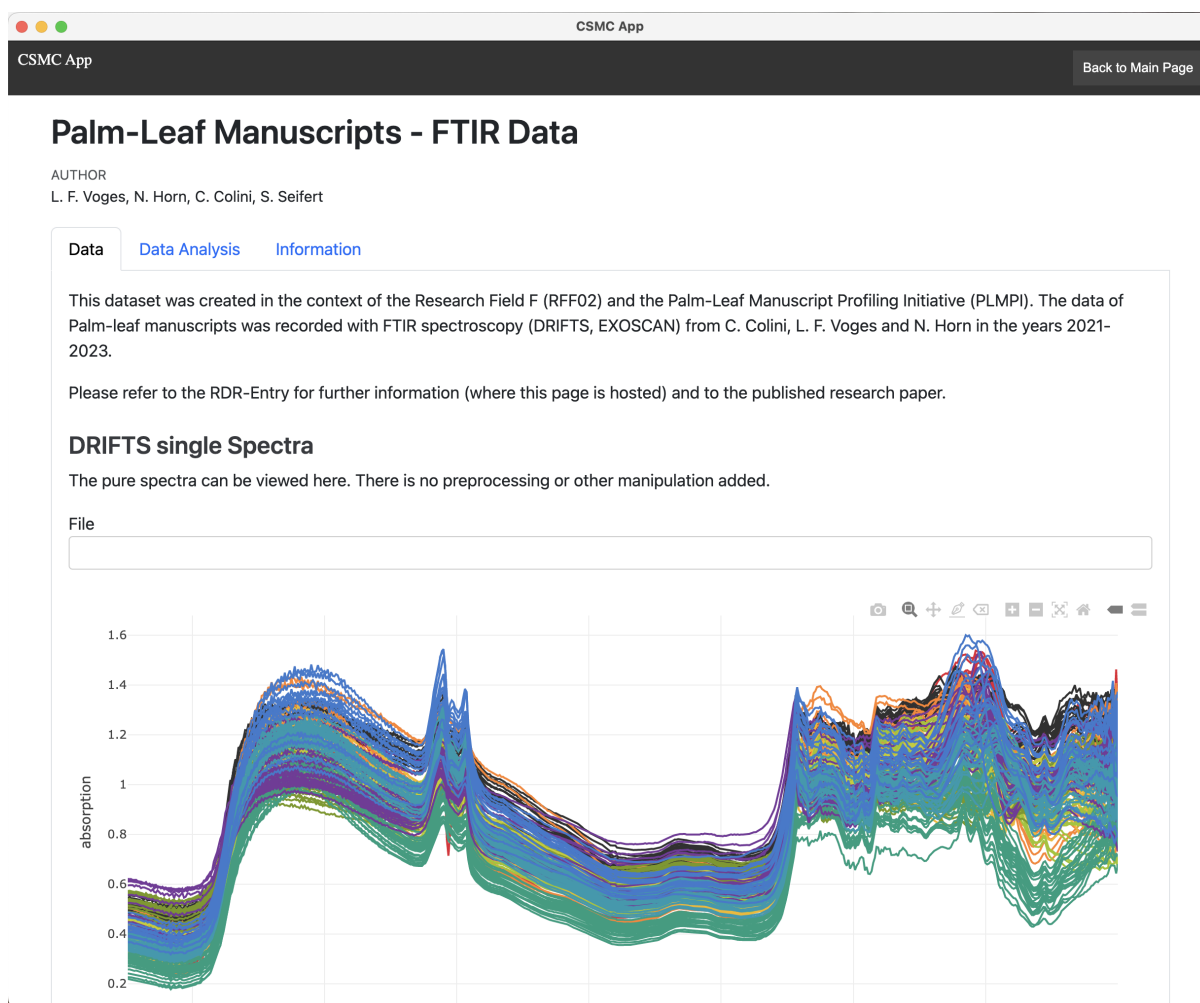 CSMC App
CSMC App
Back to Main Page
Palm-Leaf Manuscripts - FTIR Data
AUTHOR
L. F. Voges, N. Horn, C. Colini, S. Seifert
Data
Data Analysis
Information
This dataset was created in the context of the Research Field F (RFF02) and the Palm-Leaf Manuscript Profiling Initiative (PLMPI). The data of
Palm-leaf manuscripts was recorded with FTIR spectroscopy (DRIFTS, EXOSCAN) from C. Colini, L. F. Voges and N. Horn in the years 2021-
2023.
Please refer to the RDR-Entry for further information (where this page is hosted) and to the published research paper.
DRIFTS single Spectra
The pure spectra can be viewed here. There is no preprocessing or other manipulation added.
File
1.6
1.4
1.2
1
0.8
0.6
0.4
0.2
absorption